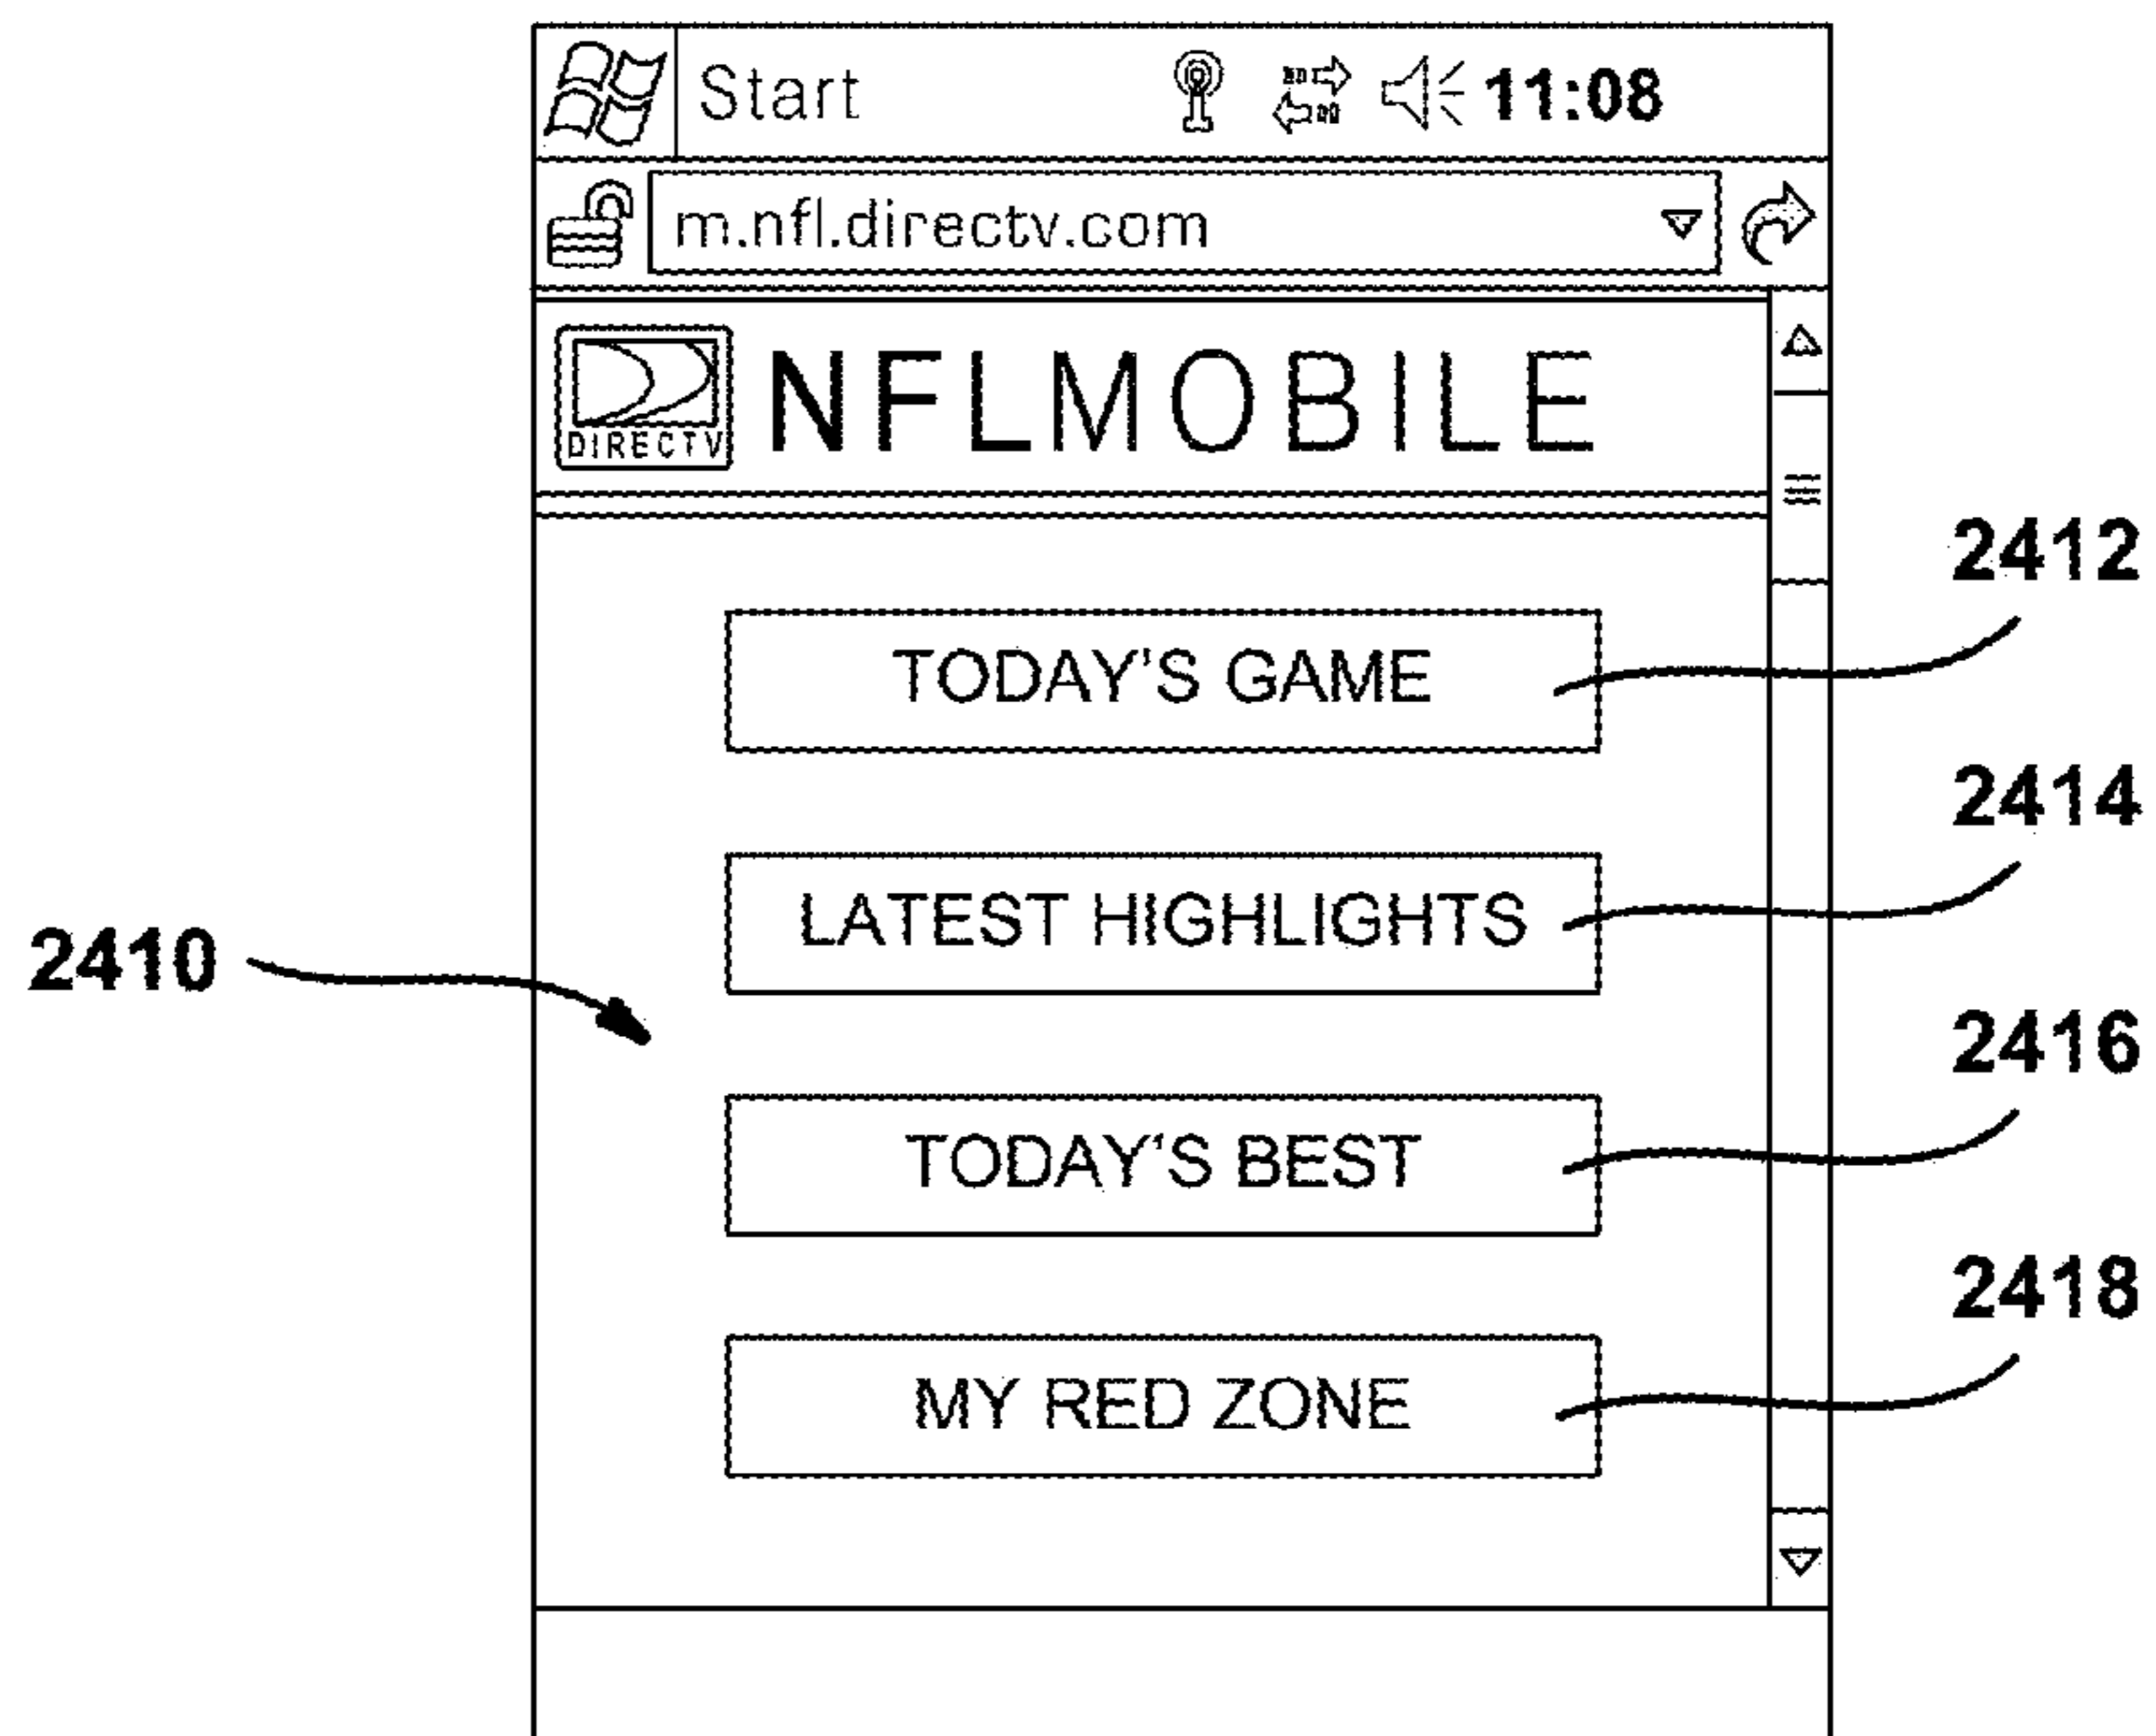 Start 11:08
m.nfl.directv.com
DIRECTV NFLMOBILE
2412
TODAY'S GAME
2414
LATEST HIGHLIGHTS
2410
2416
TODAY'S BEST
2418
MY RED ZONE